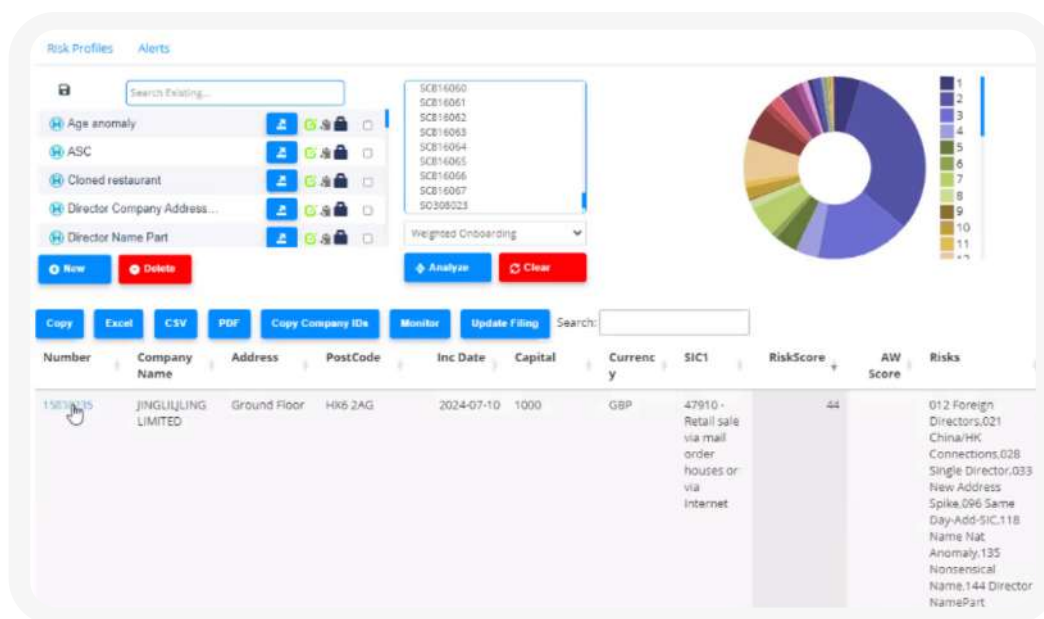 Risk Profiles Alerts
Search Existing...
Age anomaly
ASC
Cloned restaurant
Director Company Address...
Director Name Part
New Delete
SC816060
SC816061
SC816062
SC816063
SC816064
SC816065
SC816066
SC816067
SO308023
Weighted Onboarding
Analyze Clear
1
2
3
4
5
6
7
8
9
10
11
Copy Excel CSV PDF Copy Company IDs Monitor Update Filing Search:
Number Company Name Address PostCode Inc Date Capital Currency SIC1 RiskScore AW Score Risks
JINGLIJLING Ground Floor HX6 2AG 2024-07-10 1000 GBP 47910 - 44 012 Foreign
LIMITED Retail sale Directors,021
via mail China/HK
order Connections,028
houses or Single Director,033
via New Address
Internet Spike,096 Same
Day-Add-SIC,118
Name Nat
Anomaly,135
Nonsensical
Name,144 Director
NamePart